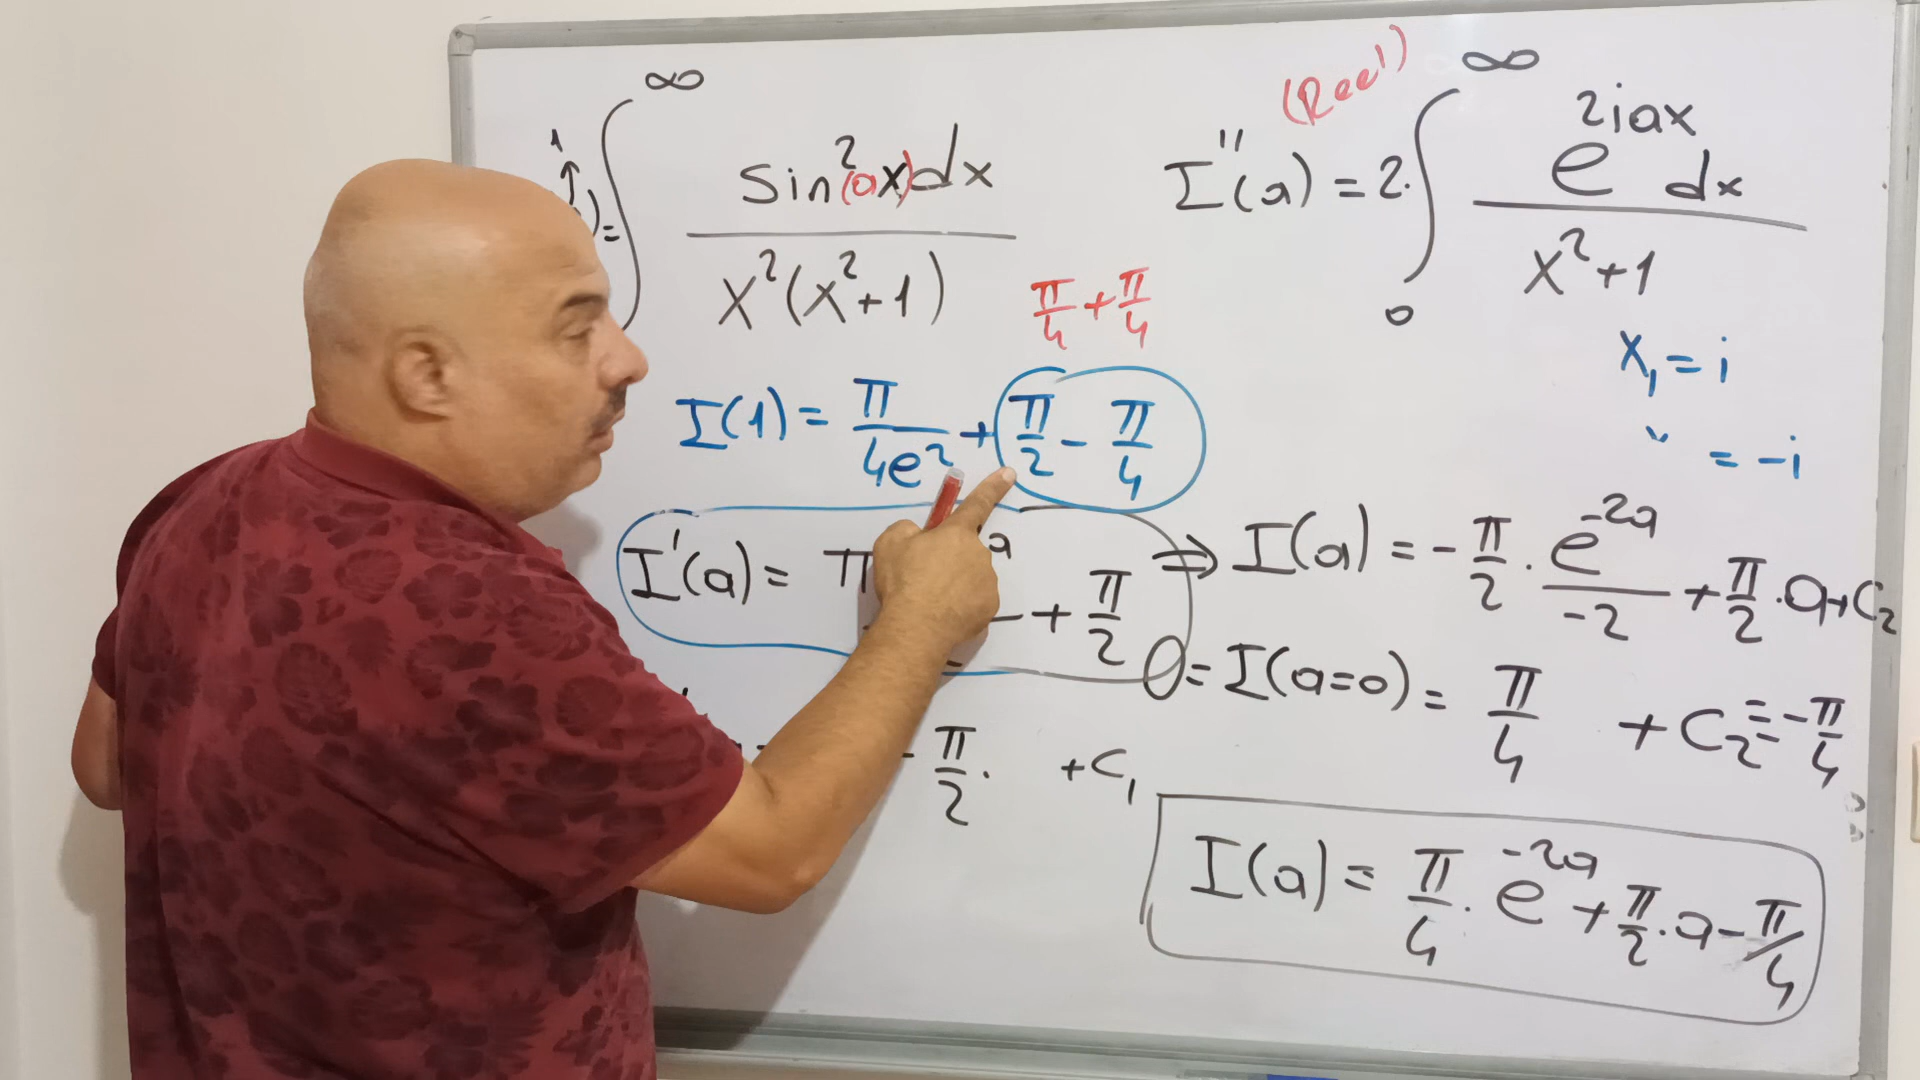 ∞
1
↑
)= ∫ sin²(ax)dx
x²(x²+1)
π/4 + π/4
I(1) = π/4e² + π/2 - π/4
I'(a) = π a + π/2
- π/2 · +C₁
(Reel)
∞
I''(a) = 2· ∫ e^2iax dx
x²+1
0
x₁ = i
" = -i
⇒ I(a) = - π/2 · e^-2a/-2 + π/2 · a + C₂
0 = I(a=0) = π/4 + C₂ == - π/4
I(a) = π/4 · e^-2a + π/2 · a - π/4